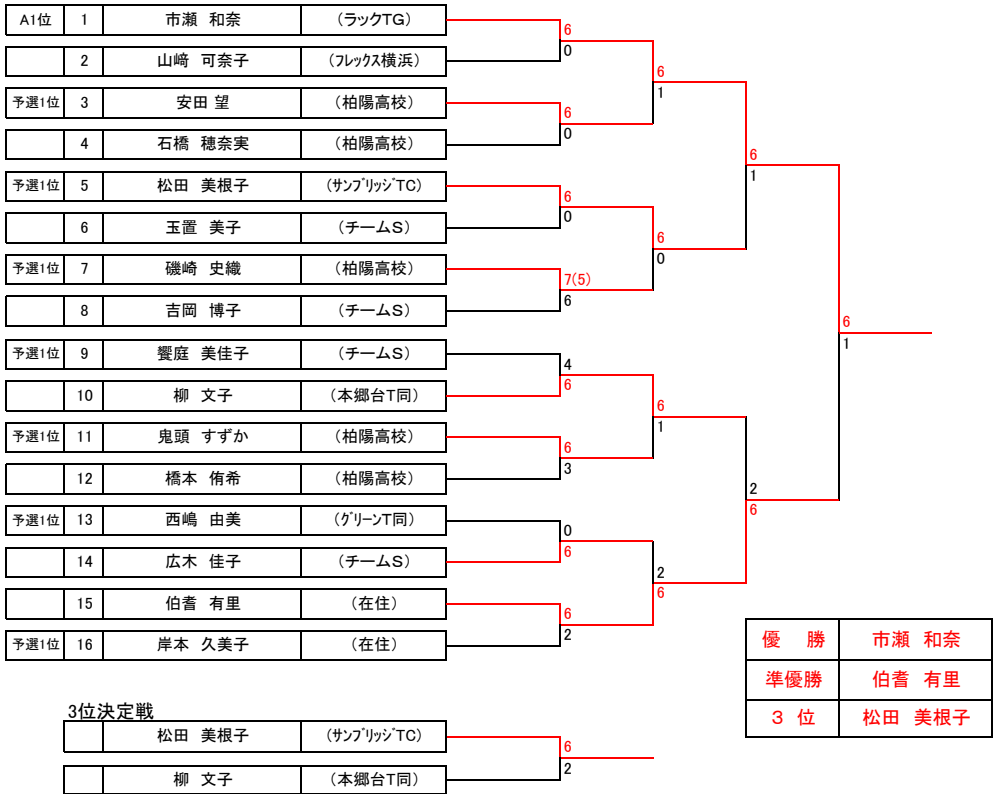 A1位 1 市瀬 和奈 (ラックTG)
6
0
2 山﨑 可奈子 (フレックス横浜)
6
1
予選1位 3 安田 望 (柏陽高校)
6
0
4 石橋 穂奈実 (柏陽高校)
6
1
予選1位 5 松田 美根子 (サンブリッジTC)
6
0
6 玉置 美子 (チームS)
6
0
予選1位 7 磯崎 史織 (柏陽高校)
7(5)
6
8 吉岡 博子 (チームS)
6
1
予選1位 9 饗庭 美佳子 (チームS)
4
6
10 柳 文子 (本郷台T同)
6
1
予選1位 11 鬼頭 すずか (柏陽高校)
6
3
12 橋本 侑希 (柏陽高校)
2
6
予選1位 13 西嶋 由美 (グリーンT同)
0
6
14 広木 佳子 (チームS)
2
6
15 伯耆 有里 (在住)
6
2
予選1位 16 岸本 久美子 (在住)
優 勝 市瀬 和奈
準優勝 伯耆 有里
3 位 松田 美根子
3位決定戦
松田 美根子 (サンブリッジTC)
6
2
柳 文子 (本郷台T同)